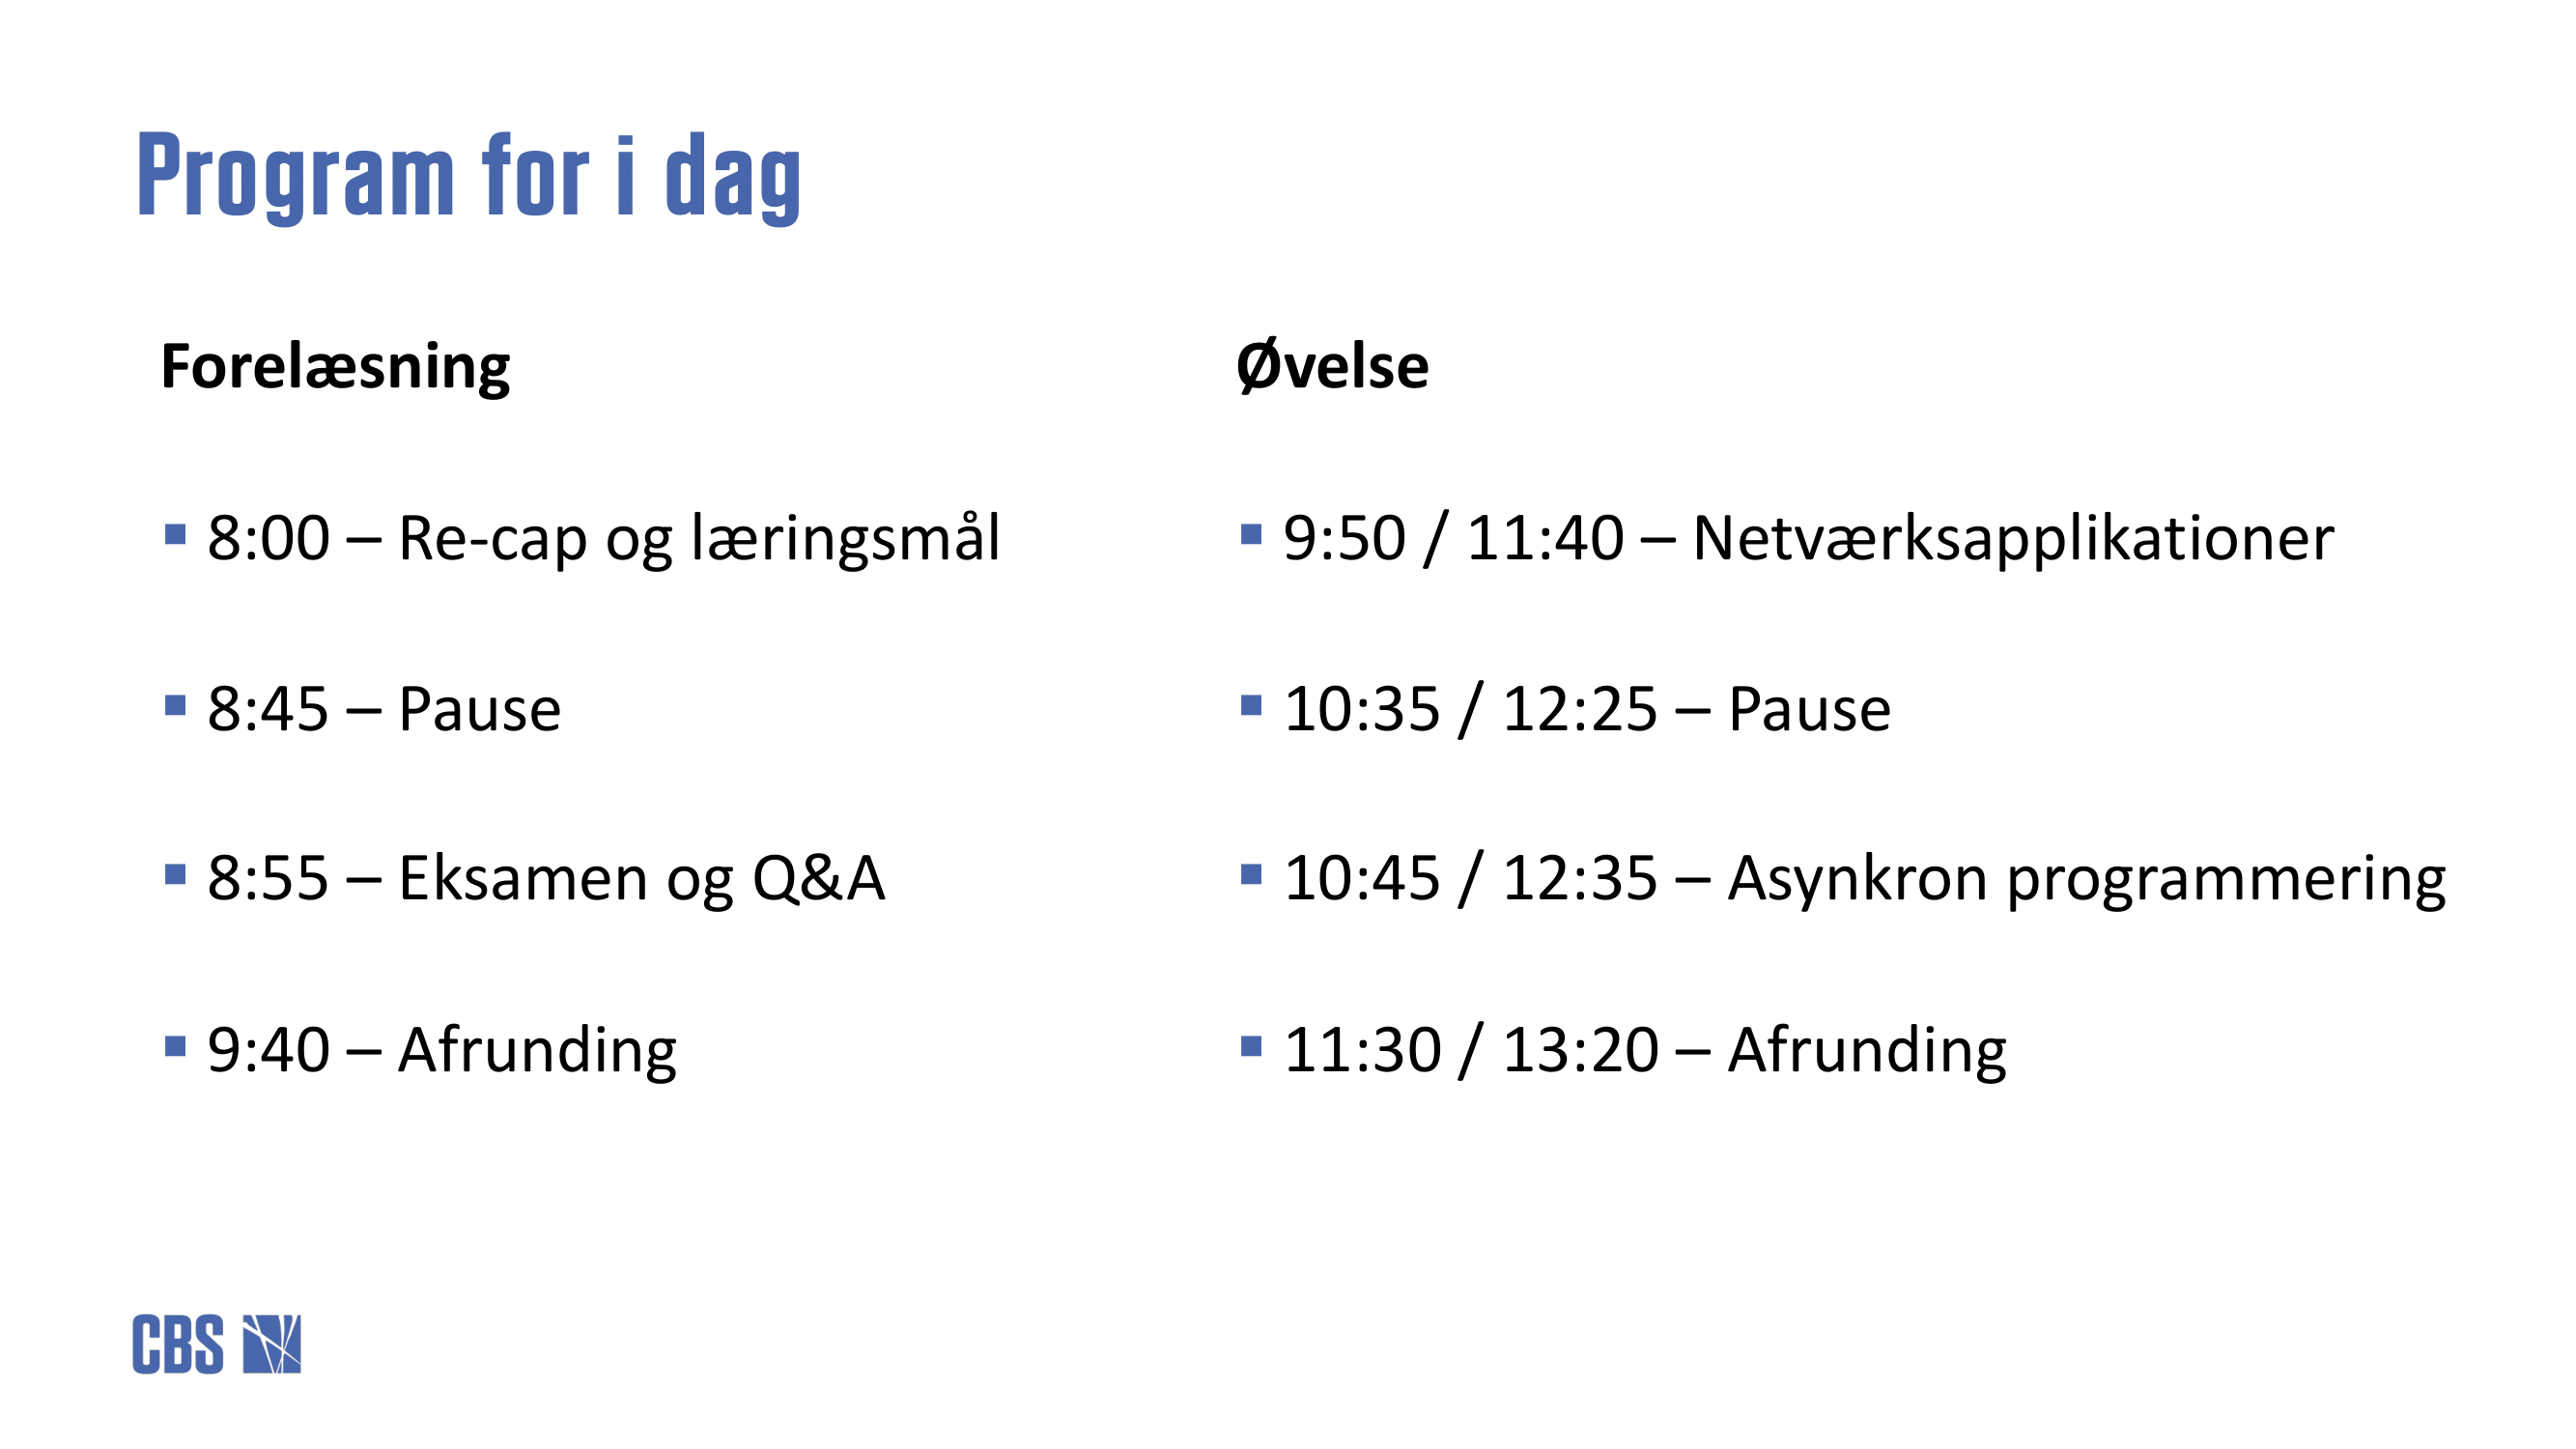 Program for i dag
Forelæsning
▪ 8:00 – Re-cap og læringsmål
▪ 8:45 – Pause
▪ 8:55 – Eksamen og Q&A
▪ 9:40 – Afrunding
Øvelse
▪ 9:50 / 11:40 – Netværksapplikationer
▪ 10:35 / 12:25 – Pause
▪ 10:45 / 12:35 – Asynkron programmering
▪ 11:30 / 13:20 – Afrunding
CBS